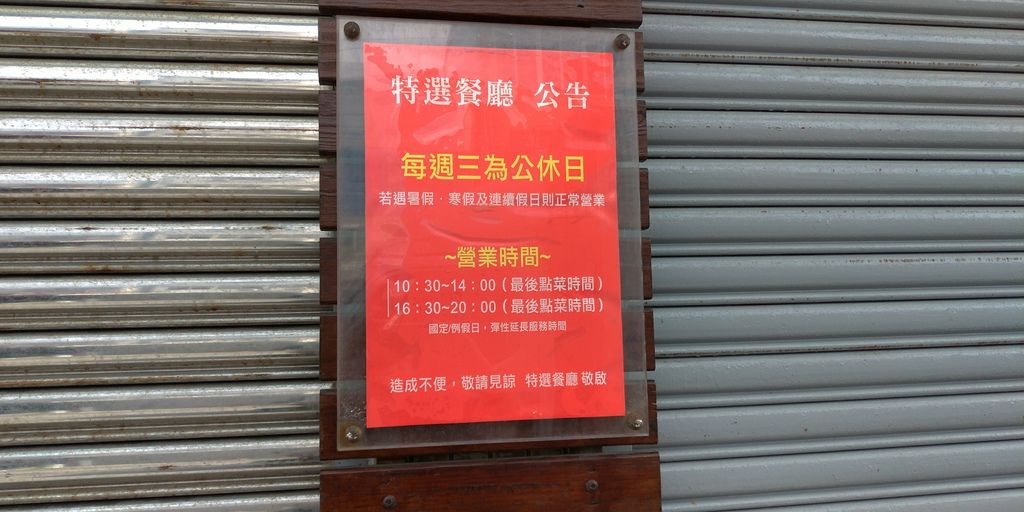 特選餐廳 公告
每週三為公休日
若遇暑假．寒假及連續假日則正常營業
~營業時間~
10：30~14：00（最後點菜時間）
16：30~20：00（最後點菜時間）
國定/例假日，彈性延長服務時間
造成不便，敬請見諒 特選餐廳 敬啟